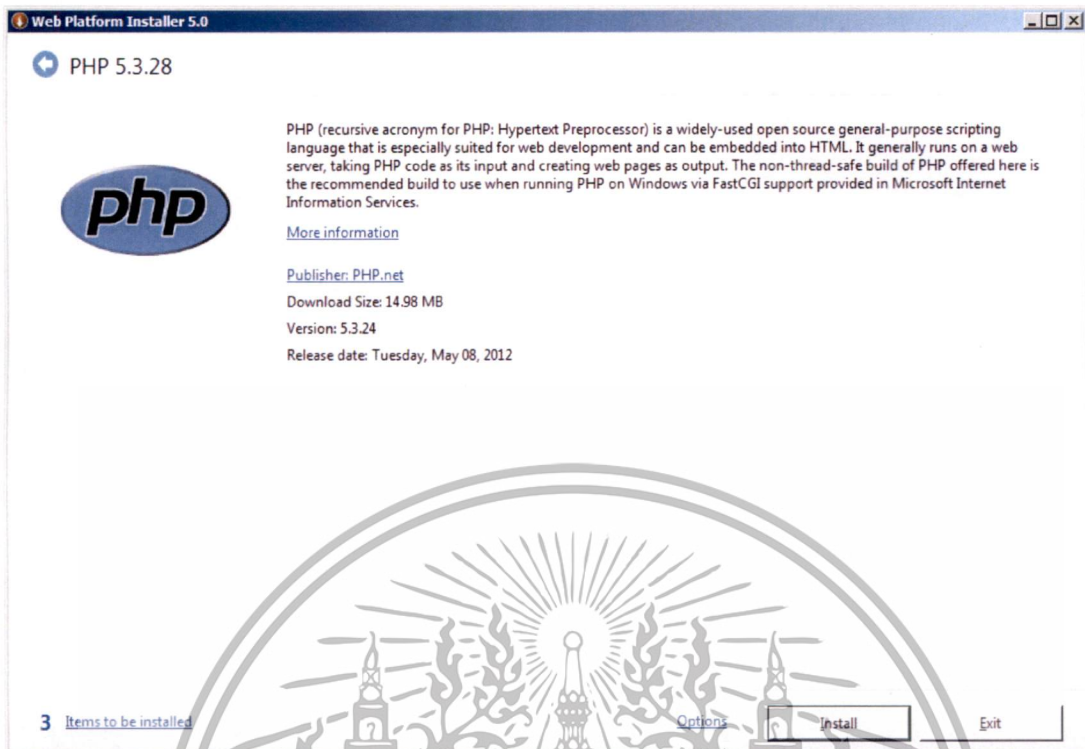 Web Platform Installer 5.0
PHP 5.3.28
PHP (recursive acronym for PHP: Hypertext Preprocessor) is a widely-used open source general-purpose scripting
language that is especially suited for web development and can be embedded into HTML. It generally runs on a web
server, taking PHP code as its input and creating web pages as output. The non-thread-safe build of PHP offered here is
the recommended build to use when running PHP on Windows via FastCGI support provided in Microsoft Internet
Information Services.
php
More information
Publisher: PHP.net
Download Size: 14.98 MB
Version: 5.3.24
Release date: Tuesday, May 08, 2012
3 Items to be installed Options Install Exit